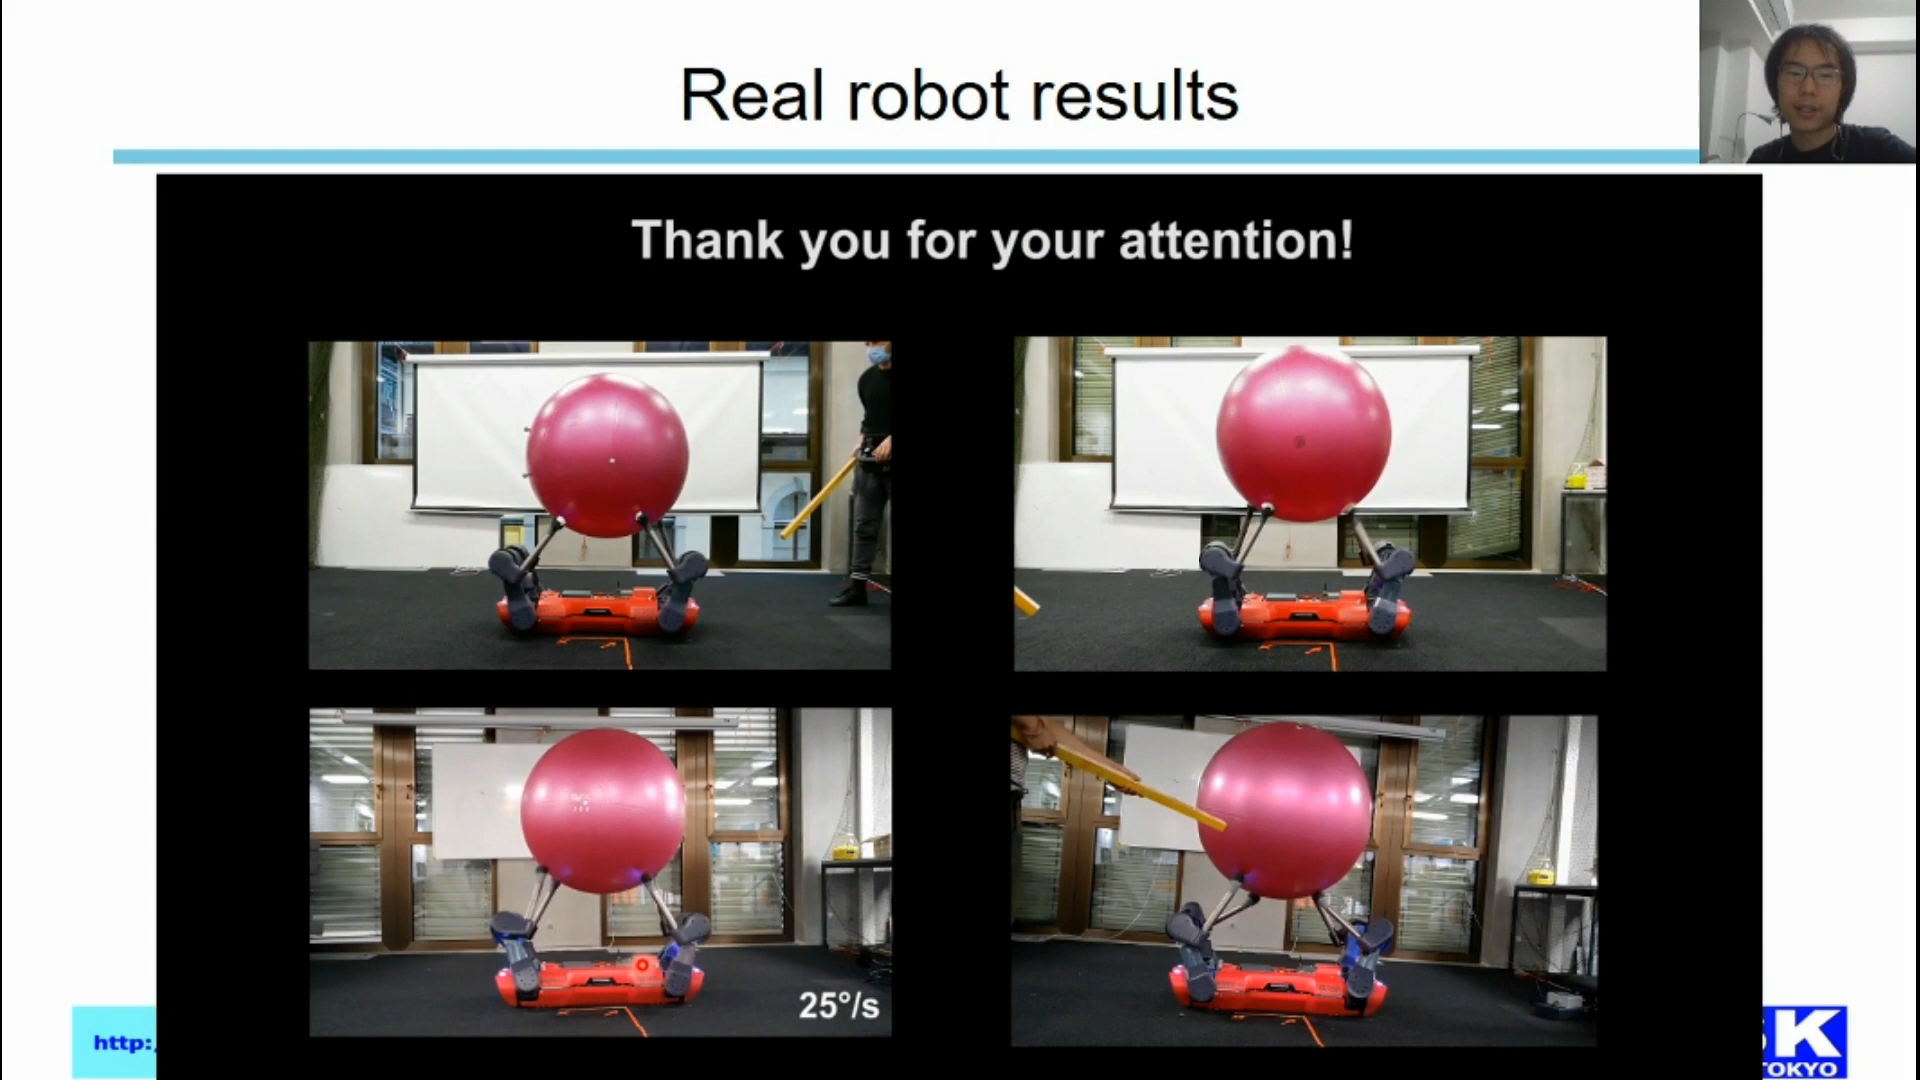 Real robot results
Thank you for your attention!
25°/s
http:
K
TOKYO